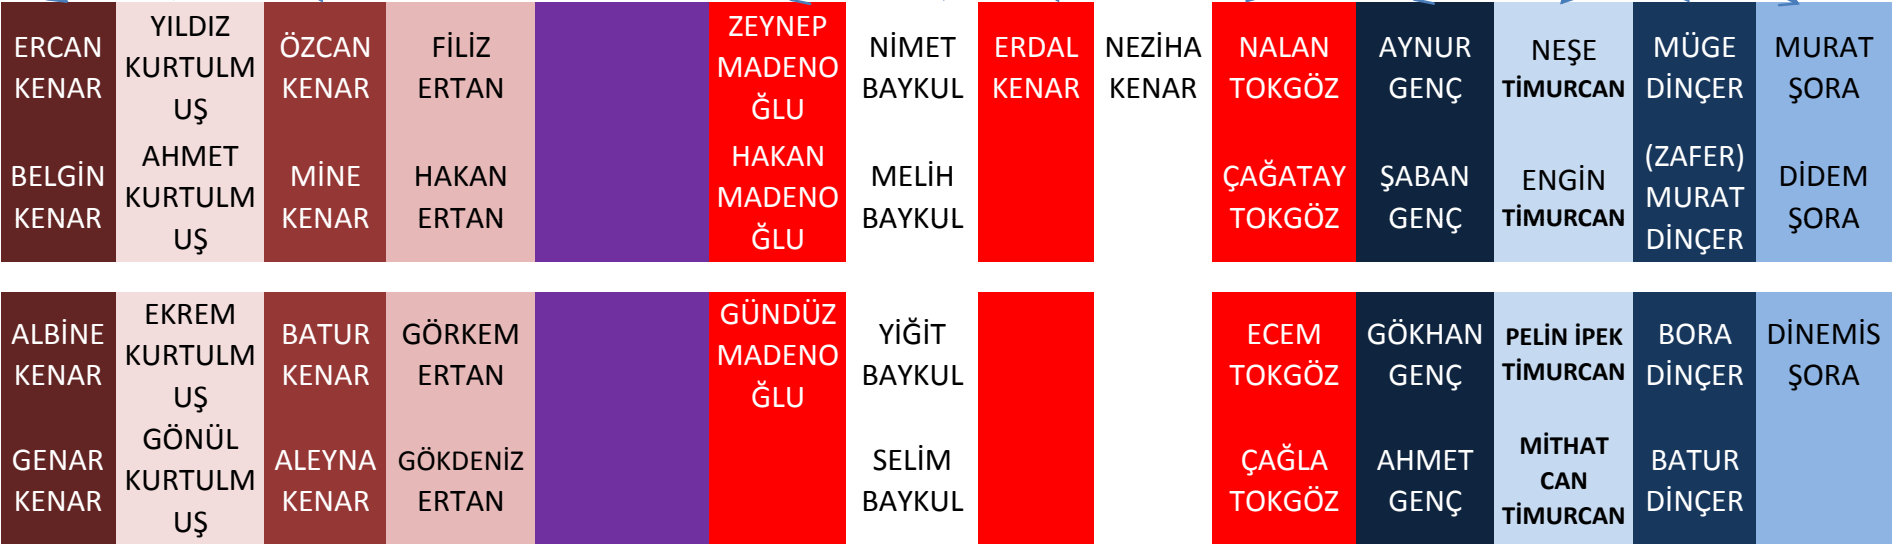 ERCAN
KENAR
YILDIZ
KURTULM
UŞ
ÖZCAN
KENAR
FİLİZ
ERTAN
ZEYNEP
MADENO
ĞLU
NİMET
BAYKUL
ERDAL
KENAR
NEZİHA
KENAR
NALAN
TOKGÖZ
AYNUR
GENÇ
NEŞE
TİMURCAN
MÜGE
DİNÇER
MURAT
ŞORA
BELGİN
KENAR
AHMET
KURTULM
UŞ
MİNE
KENAR
HAKAN
ERTAN
HAKAN
MADENO
ĞLU
MELİH
BAYKUL
ÇAĞATAY
TOKGÖZ
ŞABAN
GENÇ
ENGİN
TİMURCAN
(ZAFER)
MURAT
DİNÇER
DİDEM
ŞORA
ALBİNE
KENAR
EKREM
KURTULM
UŞ
BATUR
KENAR
GÖRKEM
ERTAN
GÜNDÜZ
MADENO
ĞLU
YİĞİT
BAYKUL
ECEM
TOKGÖZ
GÖKHAN
GENÇ
PELİN İPEK
TİMURCAN
BORA
DİNÇER
DİNEMİS
ŞORA
GENAR
KENAR
GÖNÜL
KURTULM
UŞ
ALEYNA
KENAR
GÖKDENİZ
ERTAN
SELİM
BAYKUL
ÇAĞLA
TOKGÖZ
AHMET
GENÇ
MİTHAT
CAN
TİMURCAN
BATUR
DİNÇER